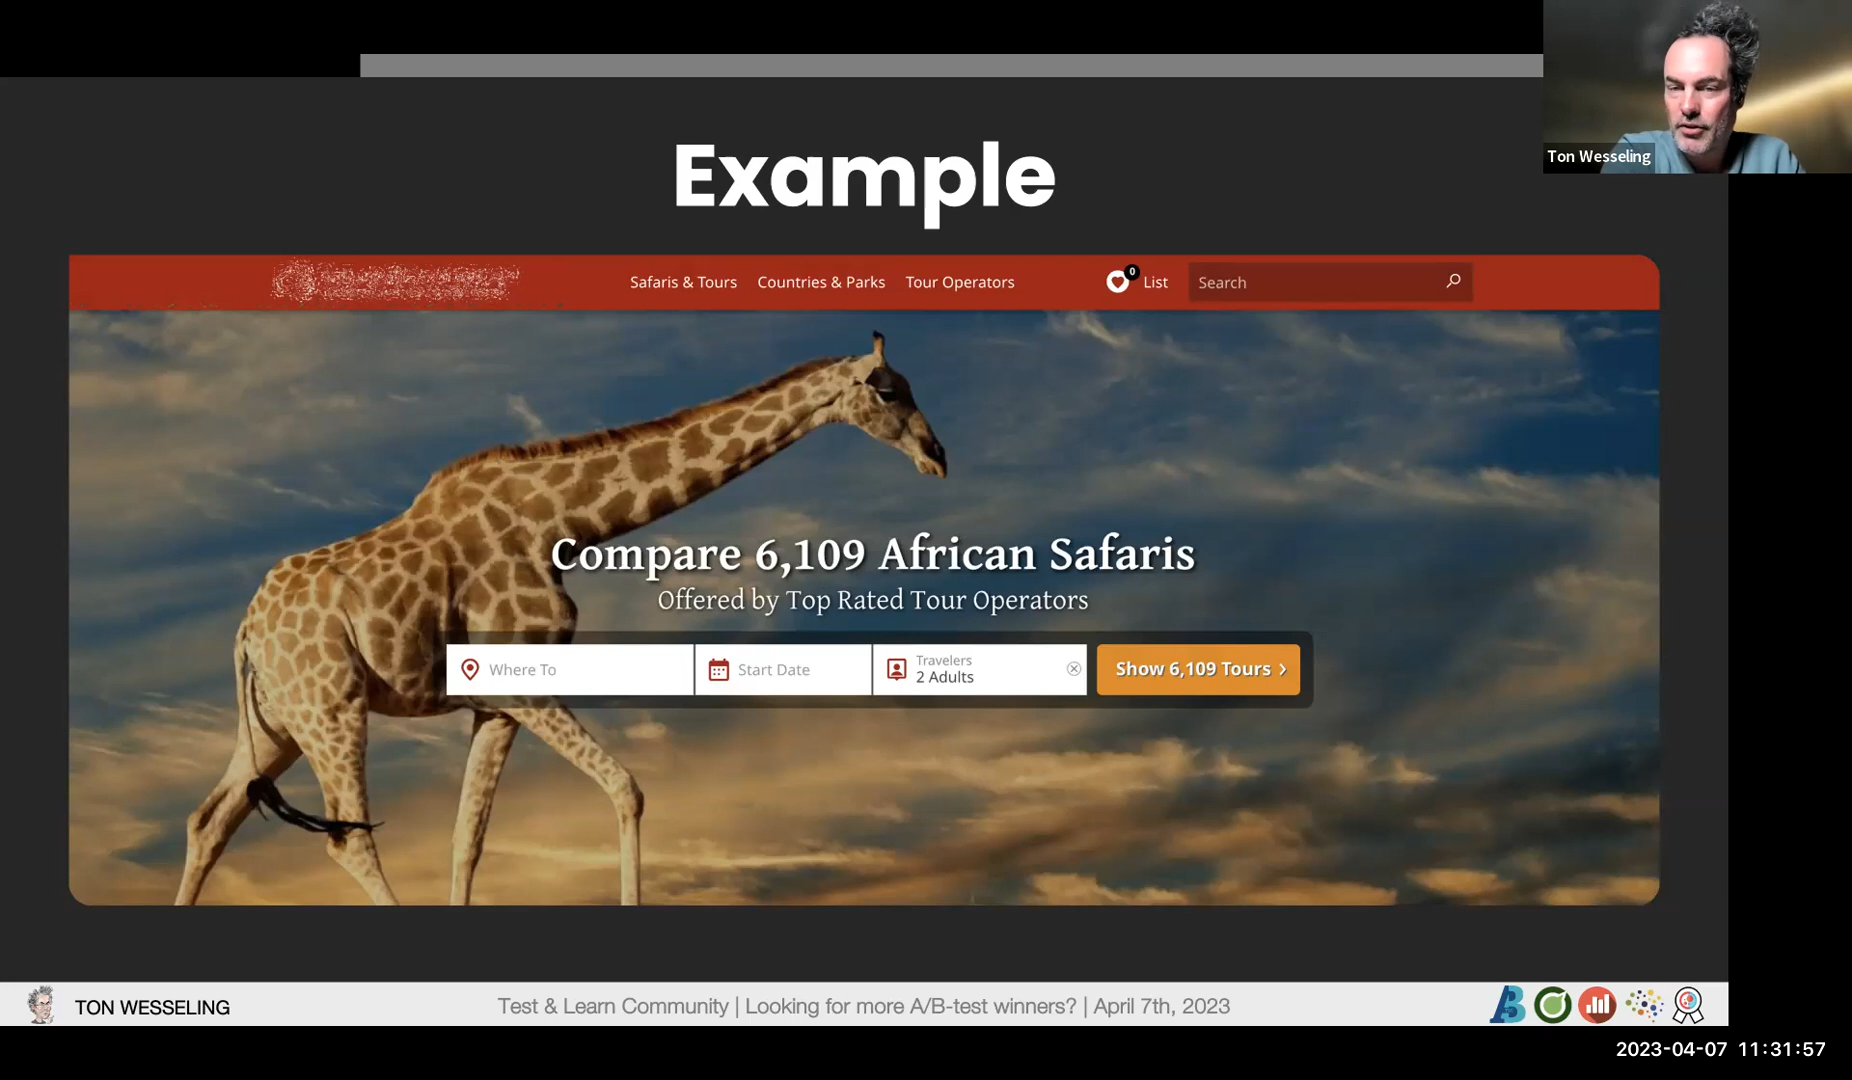 Ton Wesseling
Example
Safaris & Tours Countries & Parks Tour Operators 0 List Search
Compare 6,109 African Safaris
Offered by Top Rated Tour Operators
Where To Start Date Travelers 2 Adults Show 6,109 Tours
TON WESSELING Test & Learn Community | Looking for more A/B-test winners? | April 7th, 2023
2023-04-07 11:31:57